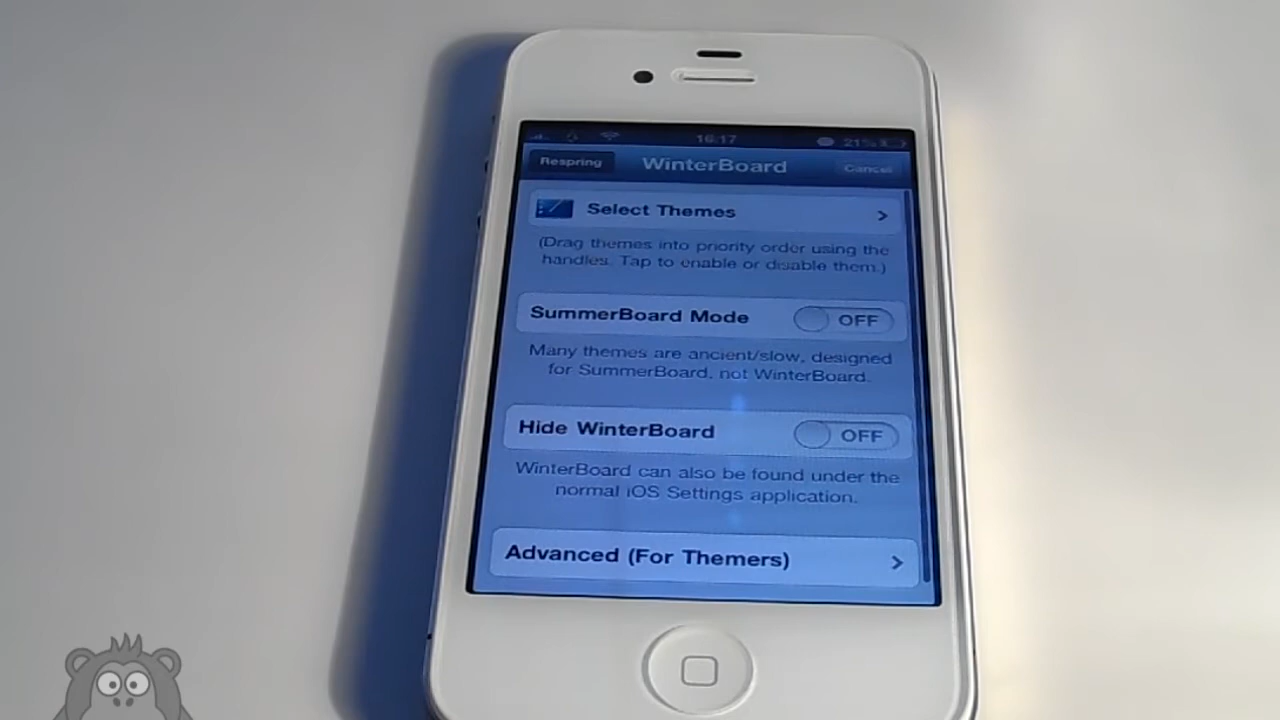 16:17
21%
Respring
WinterBoard
Cancel
Select Themes
(Drag themes into priority order using the
handles. Tap to enable or disable them.)
SummerBoard Mode
OFF
Many themes are ancient/slow, designed
for SummerBoard, not WinterBoard.
Hide WinterBoard
OFF
WinterBoard can also be found under the
normal iOS Settings application.
Advanced (For Themers)